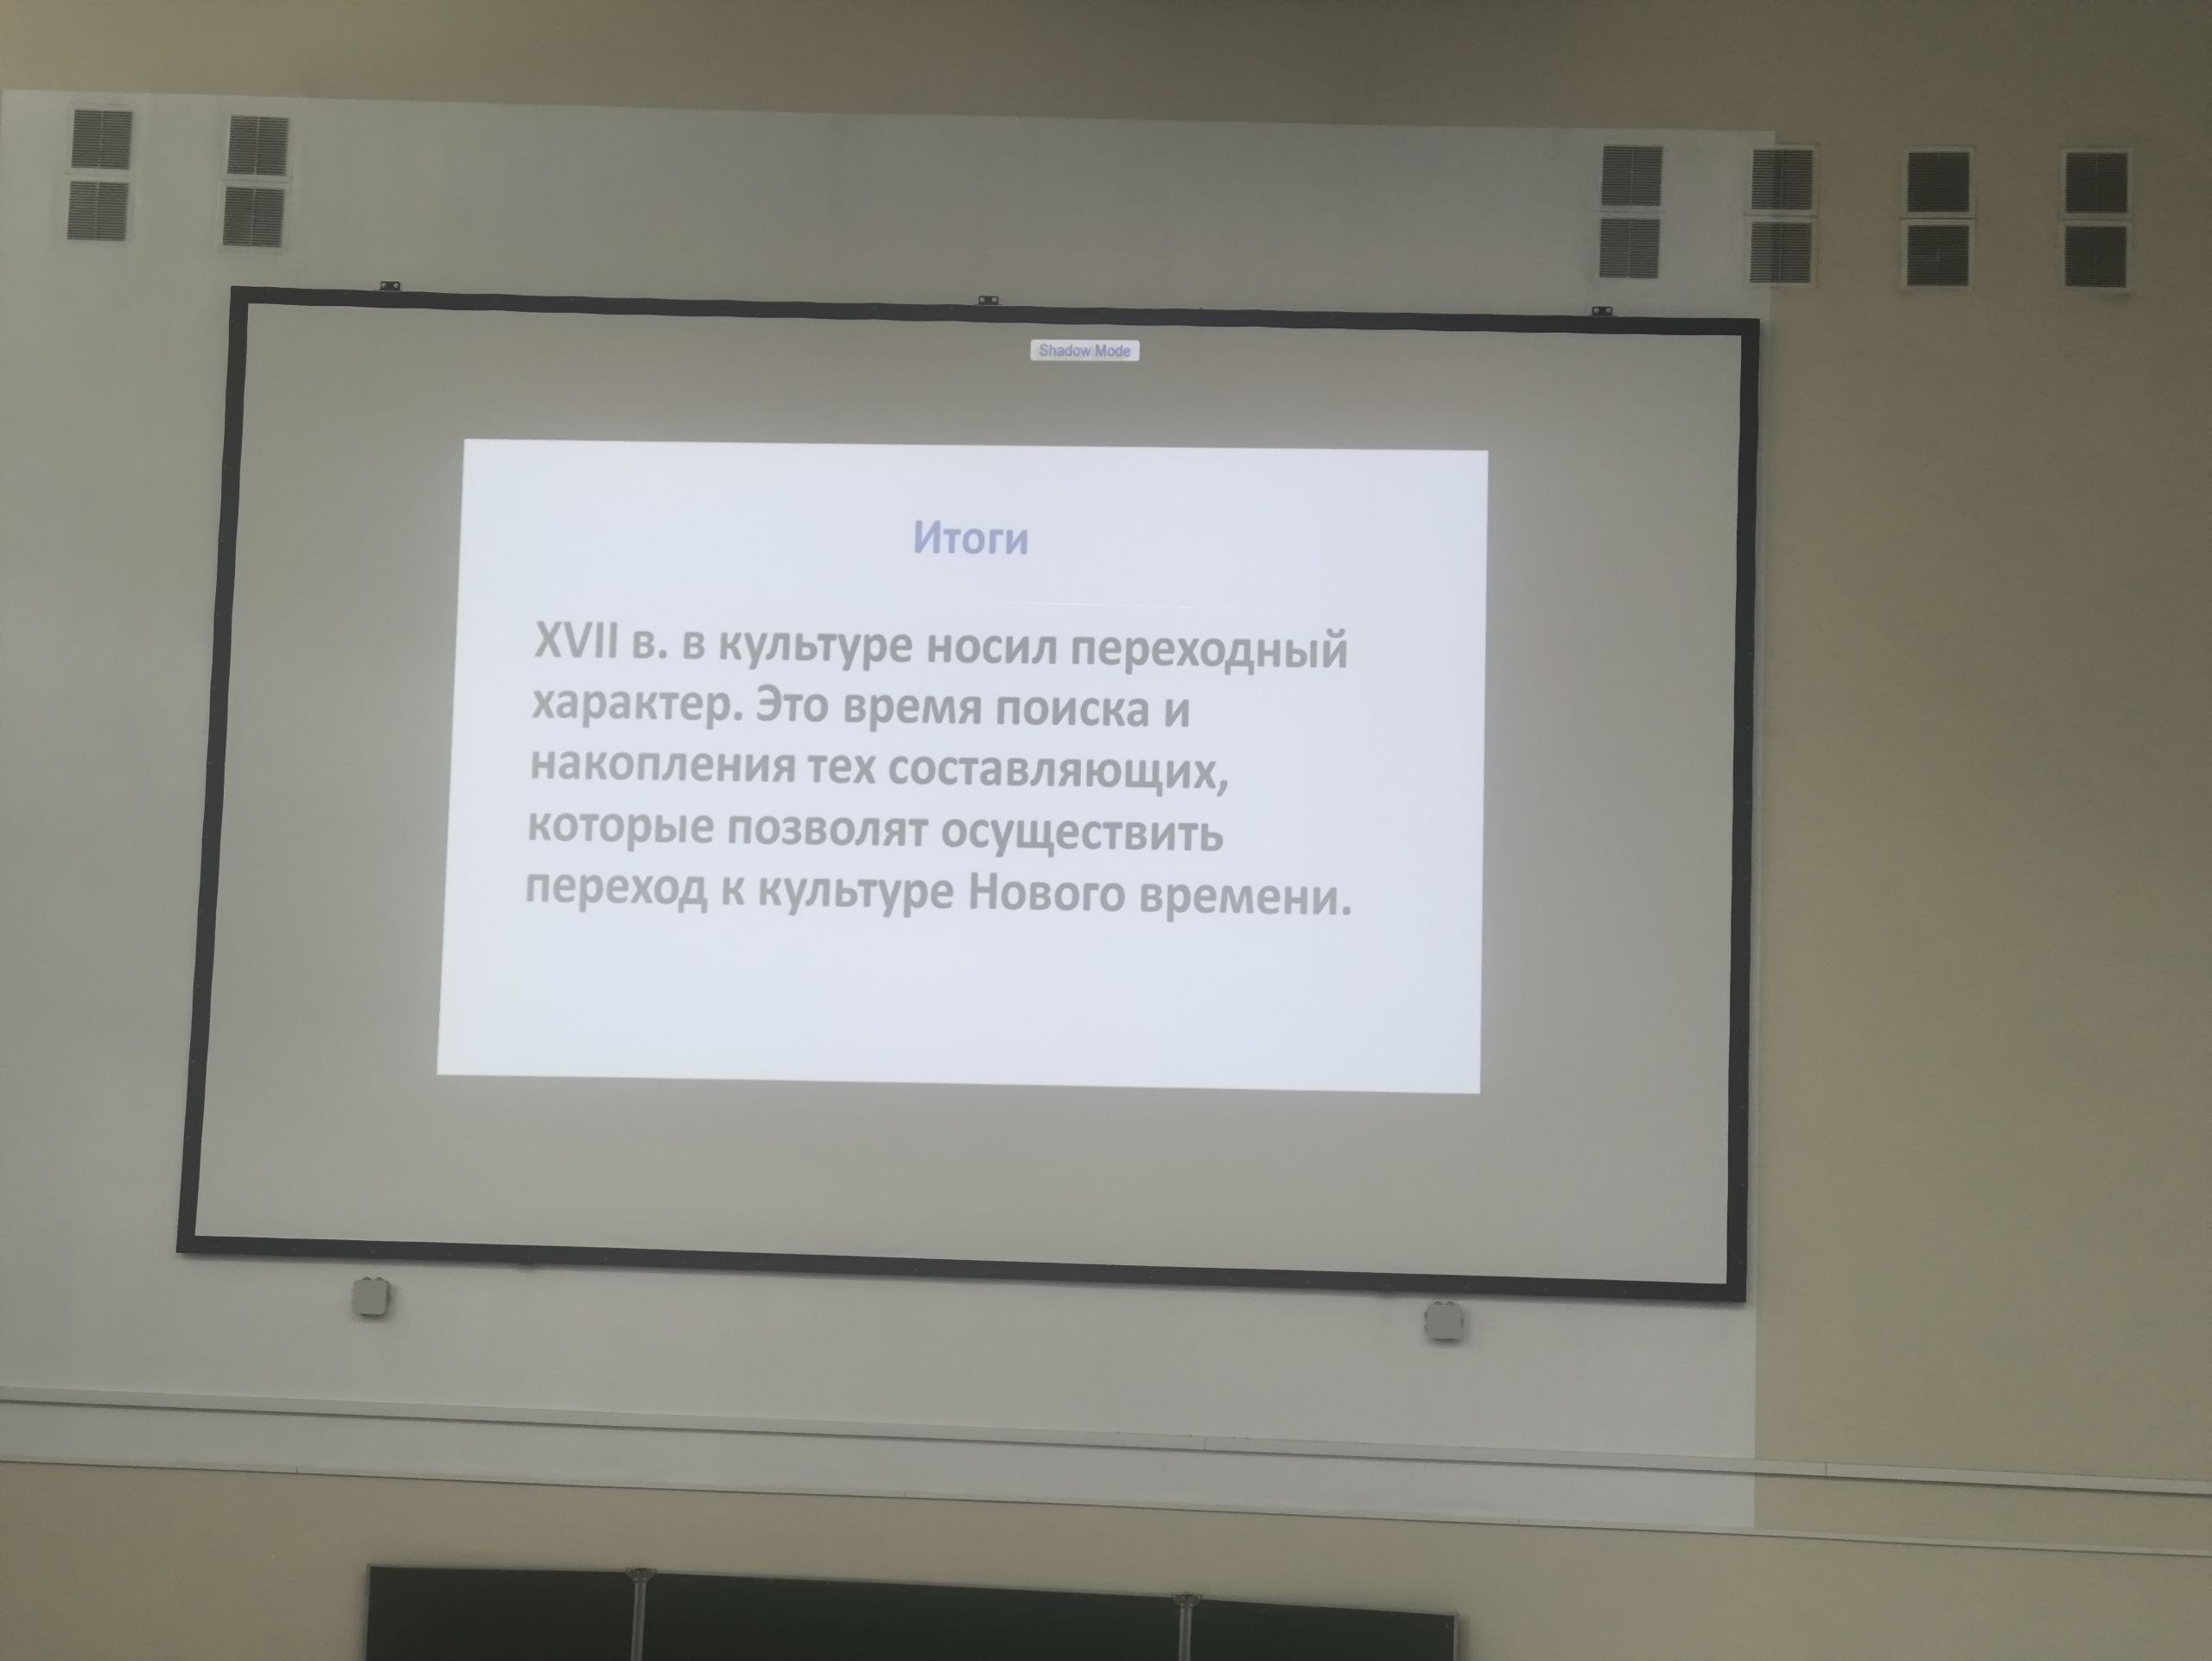 Shadow Mode
Итоги
XVII в. в культуре носил переходный
характер. Это время поиска и
накопления тех составляющих,
которые позволят осуществить
переход к культуре Нового времени.